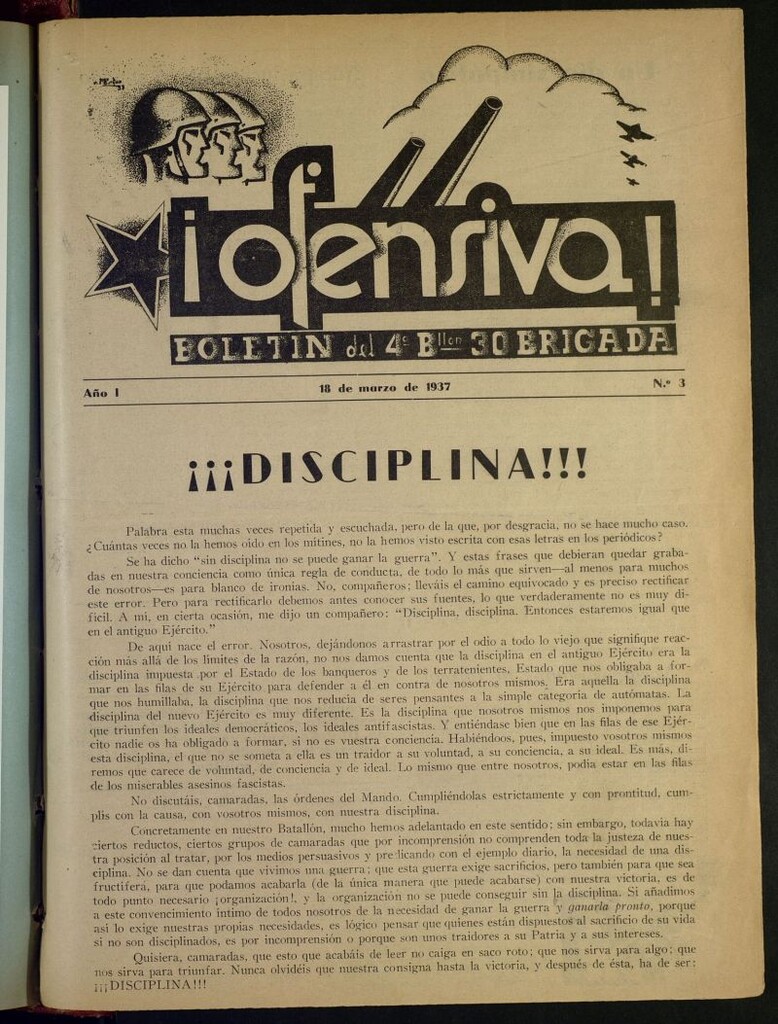 ¡ofensiva!
BOLETIN del 4º Bllon 30 BRIGADA
Año I 18 de marzo de 1937 N.º 3
¡¡¡DISCIPLINA!!!
Palabra esta muchas veces repetida y escuchada, pero de la que, por desgracia, no se hace mucho caso.
¿Cuántas veces no la hemos oído en los mítines, no la hemos visto escrita con esas letras en los periódicos?
Se ha dicho "sin disciplina no se puede ganar la guerra". Y estas frases que debieran quedar graba-
das en nuestra conciencia como única regla de conducta, de todo lo más que sirven—al menos para muchos
de nosotros—es para blanco de ironías. No, compañeros; lleváis el camino equivocado y es preciso rectificar
este error. Pero para rectificarlo debemos antes conocer sus fuentes, lo que verdaderamente no es muy di-
fícil. A mí, en cierta ocasión, me dijo un compañero: "Disciplina, disciplina. Entonces estaremos igual que
en el antiguo Ejército."
De aquí nace el error. Nosotros, dejándonos arrastrar por el odio a todo lo viejo que signifique reac-
ción más allá de los límites de la razón, no nos damos cuenta que la disciplina en el antiguo Ejército era la
disciplina impuesta por el Estado de los banqueros y de los terratenientes, Estado que nos obligaba a for-
mar en las filas de su Ejército para defender a él en contra de nosotros mismos. Era aquella la disciplina
que nos humillaba, la disciplina que nos reducía de seres pensantes a la simple categoría de autómatas. La
disciplina del nuevo Ejército es muy diferente. Es la disciplina que nosotros mismos nos imponemos para
que triunfen los ideales democráticos, los ideales antifascistas. Y entiéndase bien que en las filas de ese Ejér-
cito nadie os ha obligado a formar, si no es vuestra conciencia. Habiéndoos, pues, impuesto vosotros mismos
esta disciplina, el que no se someta a ella es un traidor a su voluntad, a su conciencia, a su ideal. Es más, di-
remos que carece de voluntad, de conciencia y de ideal. Lo mismo que entre nosotros, podía estar en las filas
de los miserables asesinos fascistas.
No discutáis, camaradas, las órdenes del Mando. Cumpliéndolas estrictamente y con prontitud, cum-
plís con la causa, con vosotros mismos, con nuestra disciplina.
Concretamente en nuestro Batallón, mucho hemos adelantado en este sentido; sin embargo, todavía hay
ciertos reductos, ciertos grupos de camaradas que por incomprensión no comprenden toda la justeza de nues-
tra posición al tratar, por los medios persuasivos y predicando con el ejemplo diario, la necesidad de una dis-
ciplina. No se dan cuenta que vivimos una guerra; que esta guerra exige sacrificios, pero también para que sea
fructífera, para que podamos acabarla (de la única manera que puede acabarse) con nuestra victoria, es de
todo punto necesario ¡organización!, y la organización no se puede conseguir sin la disciplina. Si añadimos
a este convencimiento íntimo de todos nosotros de la necesidad de ganar la guerra y ganarla pronto, porque
así lo exige nuestras propias necesidades, es lógico pensar que quienes están dispuestos al sacrificio de su vida
si no son disciplinados, es por incomprensión o porque son unos traidores a su Patria y a sus intereses.
Quisiera, camaradas, que esto que acabáis de leer no caiga en saco roto; que nos sirva para algo; que
nos sirva para triunfar. Nunca olvidéis que nuestra consigna hasta la victoria, y después de ésta, ha de ser:
¡¡¡DISCIPLINA!!!